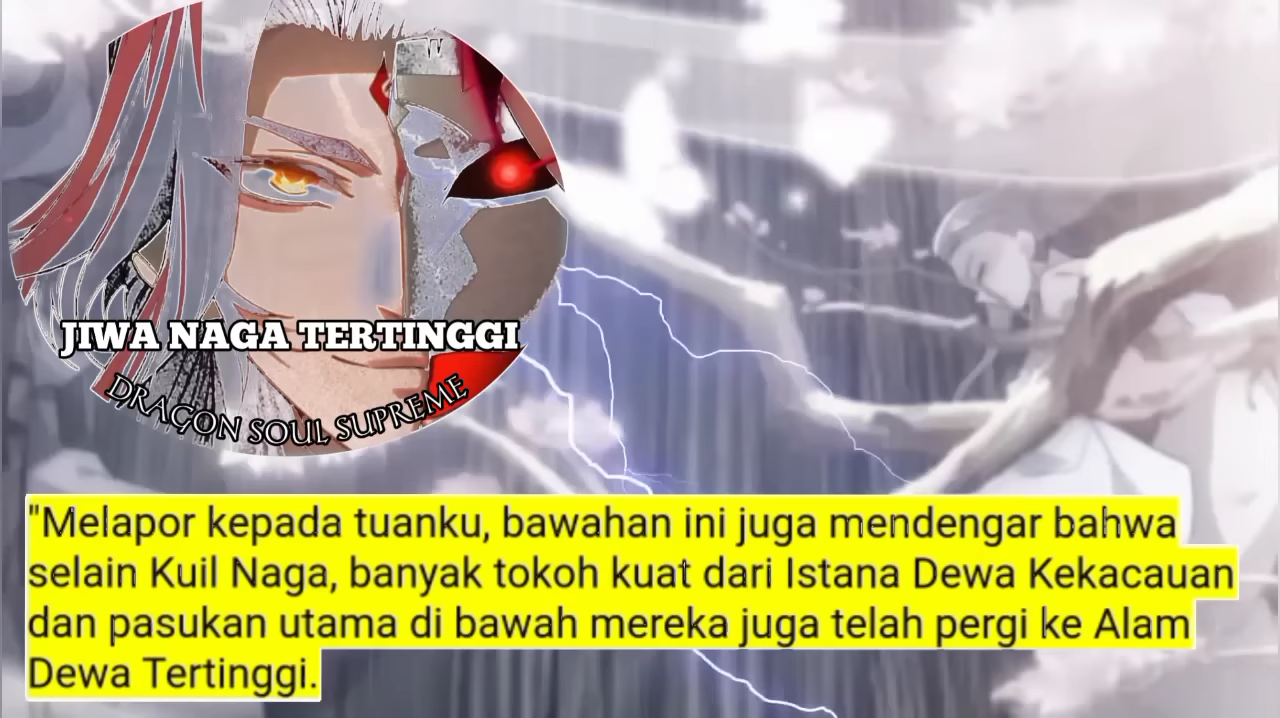 JIWA NAGA TERTINGGI
DRAGON SOUL SUPREME
"Melapor kepada tuanku, bawahan ini juga mendengar bahwa
selain Kuil Naga, banyak tokoh kuat dari Istana Dewa Kekacauan
dan pasukan utama di bawah mereka juga telah pergi ke Alam
Dewa Tertinggi.